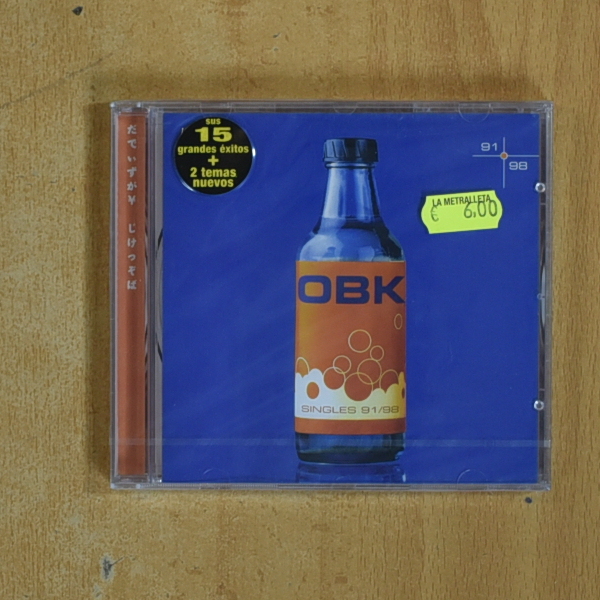 sus
15
grandes éxitos
+
2 temas
nuevos
91
98
LA METRALLETA
€ 6,00
OBK
SINGLES 91/98
だでいずが￥ じけっそば